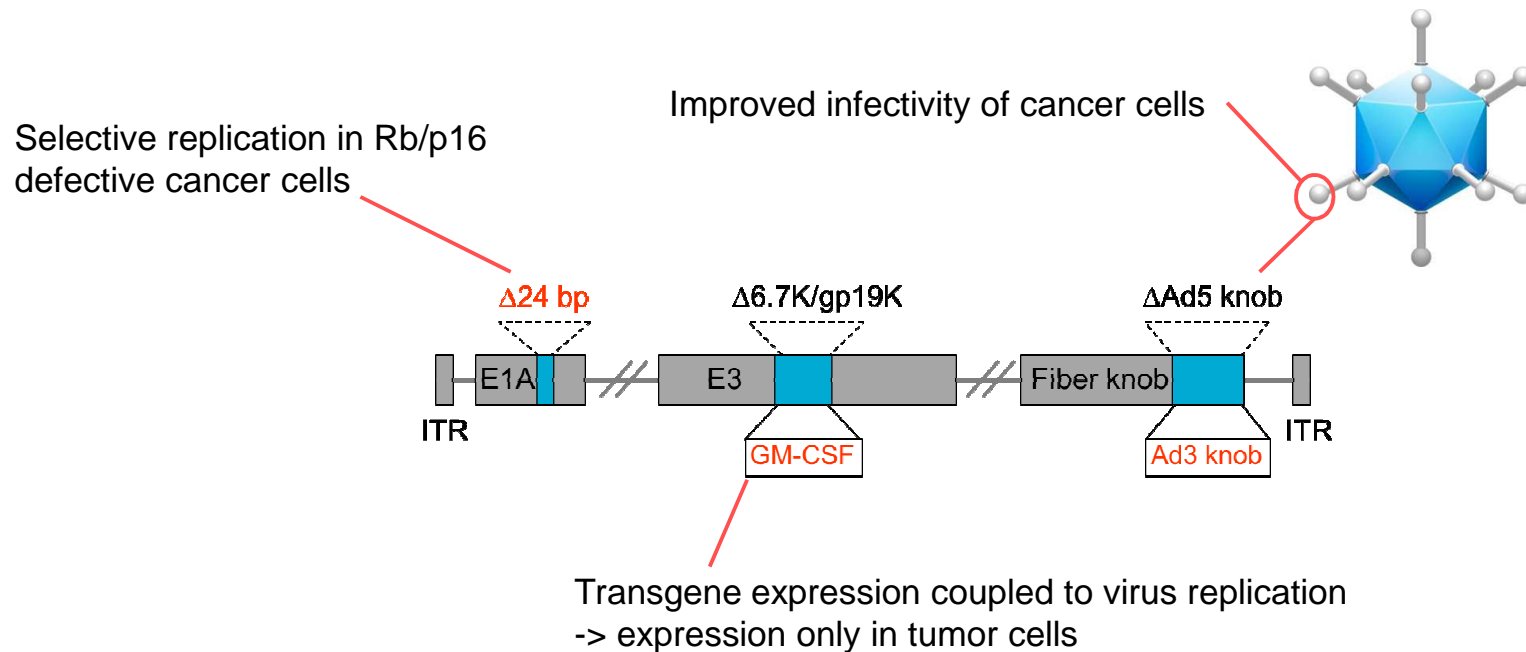 Improved infectivity of cancer cells
Selective replication in Rb/p16
defective cancer cells
Δ24 bp
Δ6.7K/gp19K
ΔAd5 knob
E1A
E3
Fiber knob
ITR
ITR
GM-CSF
Ad3 knob
Transgene expression coupled to virus replication
-> expression only in tumor cells